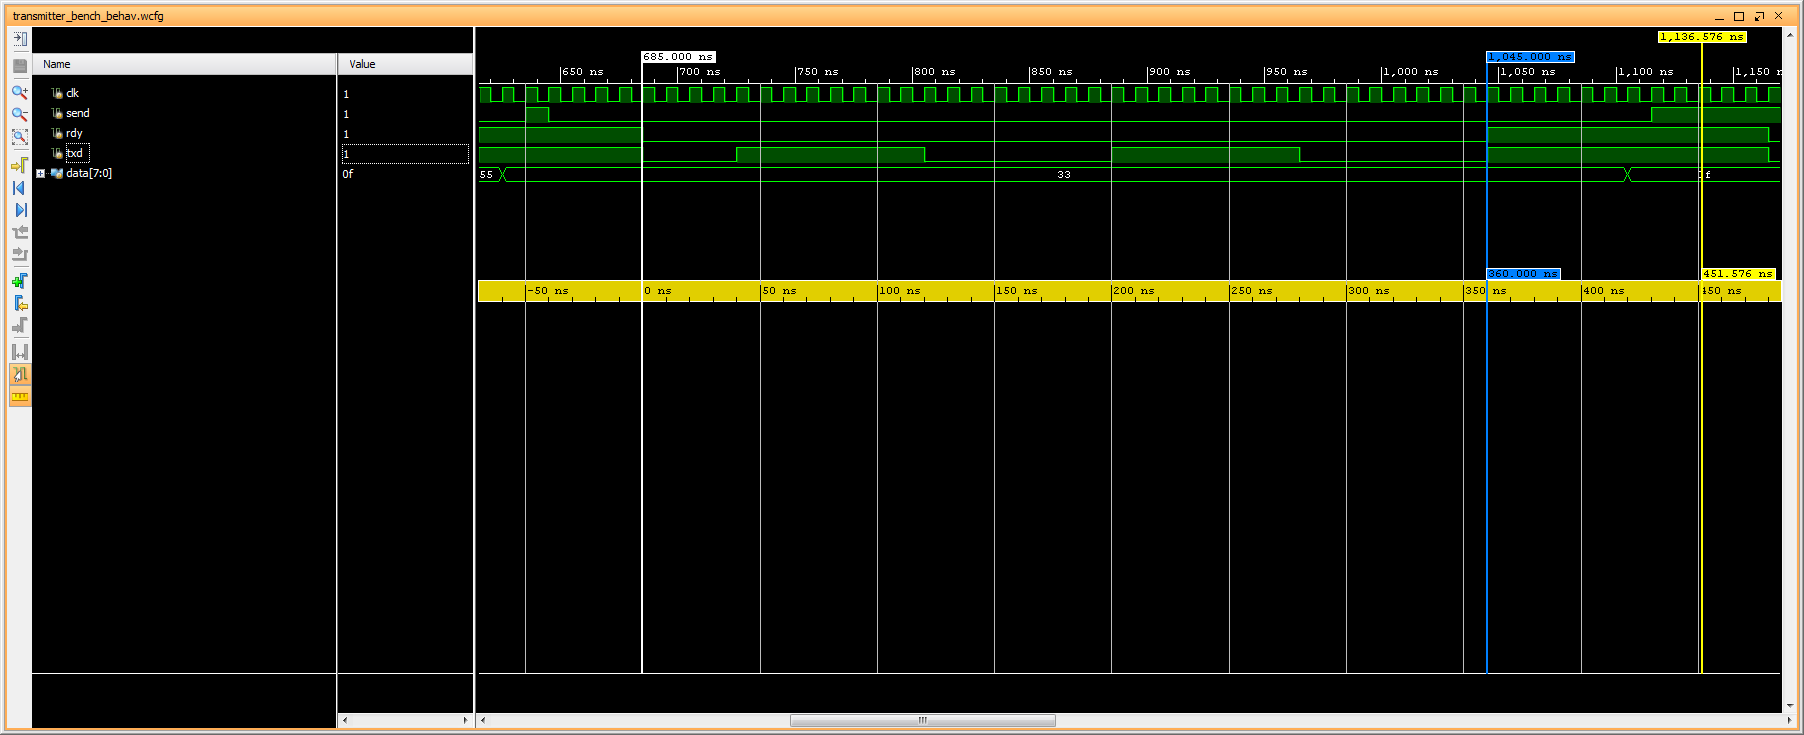 transmitter_bench_behav.wcfg
1,136.576 ns
685.000 ns
1,045.000 ns
Name
Value
650 ns
700 ns
750 ns
800 ns
850 ns
900 ns
950 ns
1,000 ns
1,050 ns
1,100 ns
1,150
clk
1
send
1
rdy
1
txd
1
data[7:0]
0f
55
33
f
360.000 ns
451.576 ns
-50 ns
0 ns
50 ns
100 ns
150 ns
200 ns
250 ns
300 ns
350 ns
400 ns
450 ns